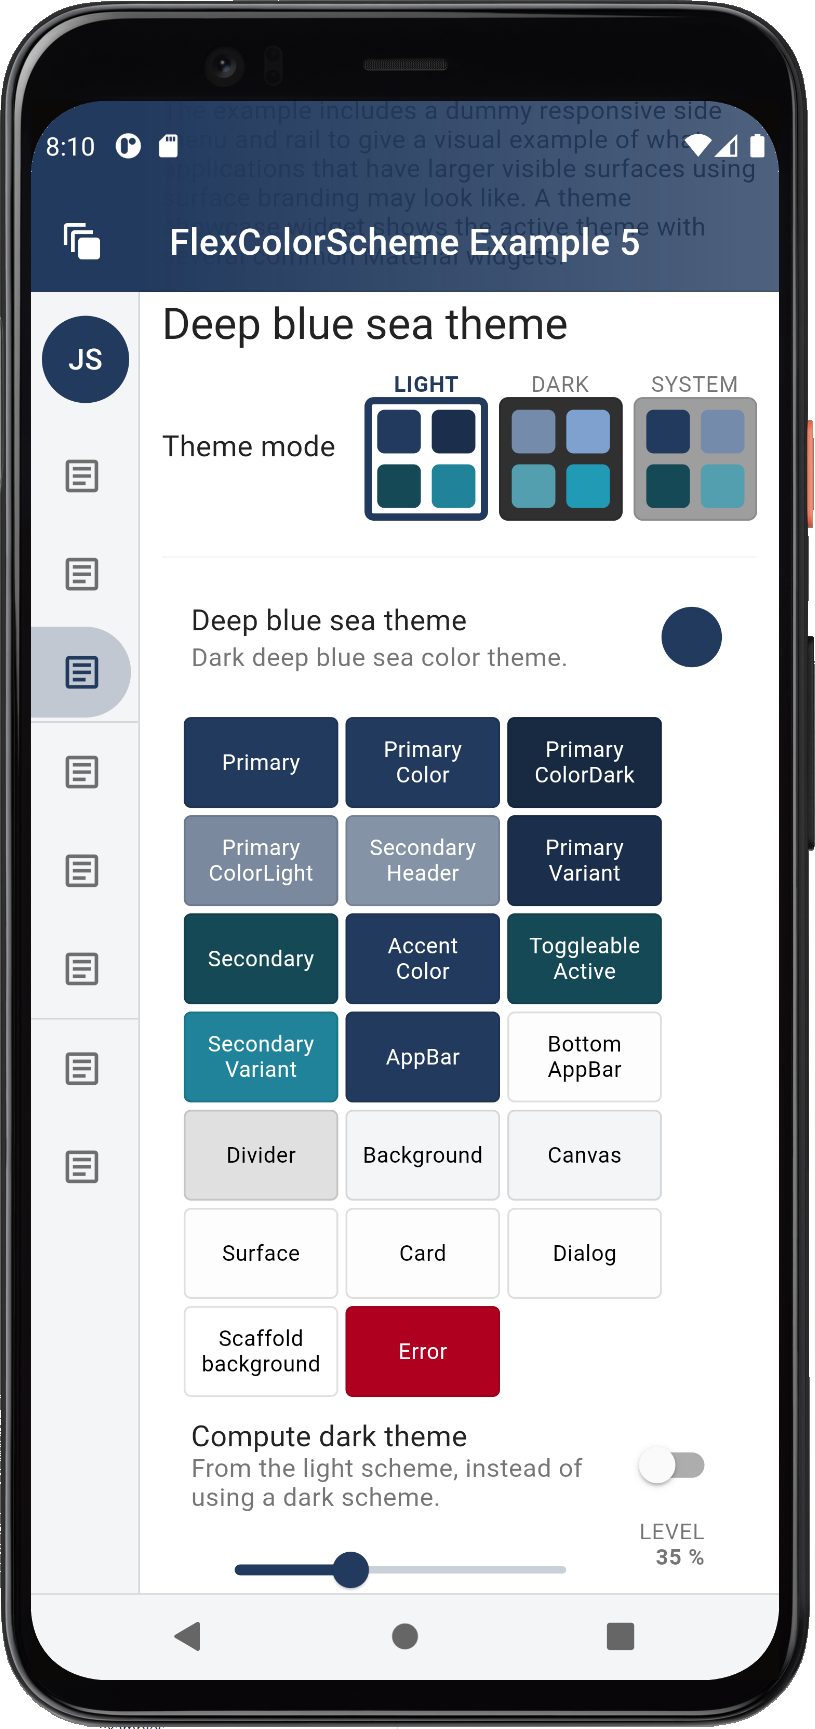 he example includes a dummy responsive side
8:10
enu and rail to give a visual example of what
pplications that have larger visible surfaces using
urface branding may look like. A theme
showcase widget shows the active theme with
FlexColorScheme Example 5
common Material widgets.
Deep blue sea theme
JS
LIGHT
DARK
SYSTEM
Theme mode
Deep blue sea theme
Dark deep blue sea color theme.
Primary
Primary
Color
Primary
ColorDark
Primary
ColorLight
Secondary
Header
Primary
Variant
Secondary
Accent
Color
Toggleable
Active
Secondary
Variant
AppBar
Bottom
AppBar
Divider
Background
Canvas
Surface
Card
Dialog
Scaffold
background
Error
Compute dark theme
From the light scheme, instead of
using a dark scheme.
LEVEL
35 %